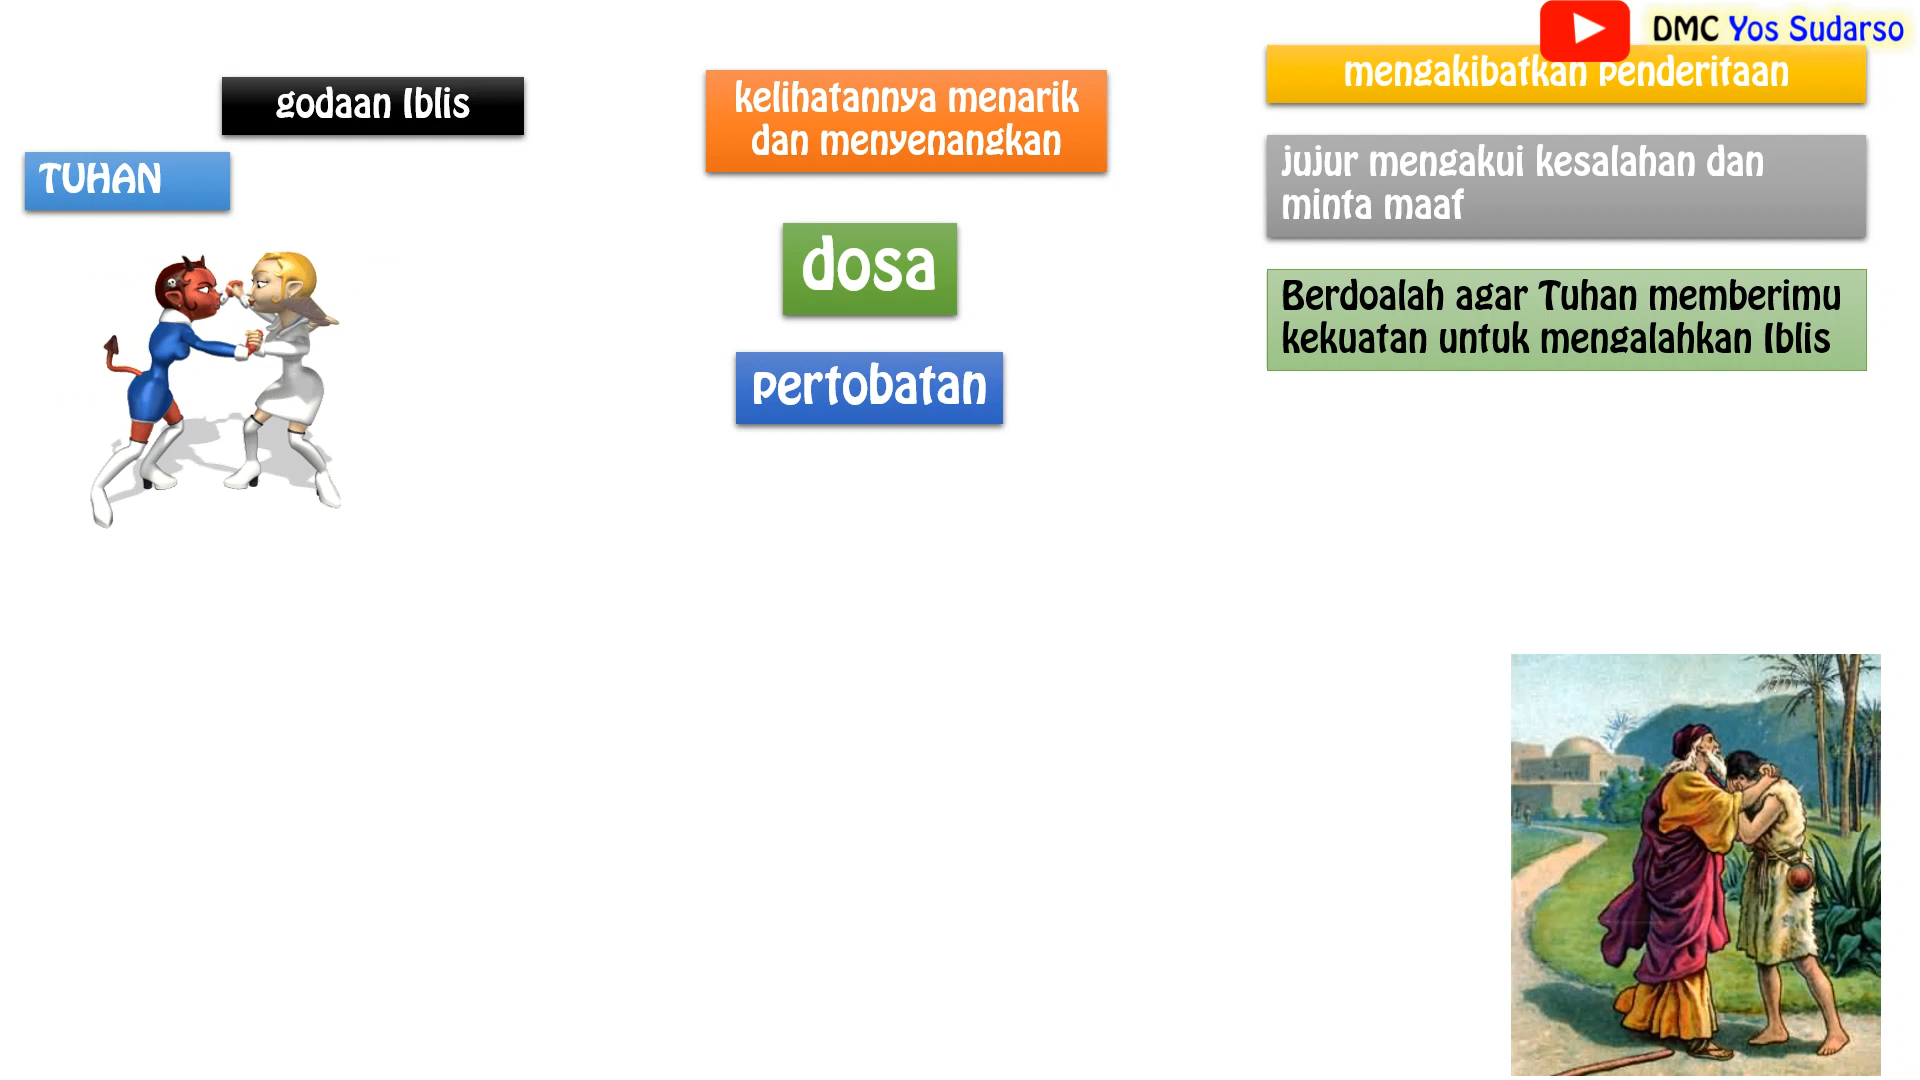 DMC Yos Sudarso
godaan Iblis
TUHAN
kelihatannya menarik
dan menyenangkan
dosa
pertobatan
mengakibatkan penderitaan
jujur mengakui kesalahan dan
minta maaf
Berdoalah agar Tuhan memberimu
kekuatan untuk mengalahkan Iblis